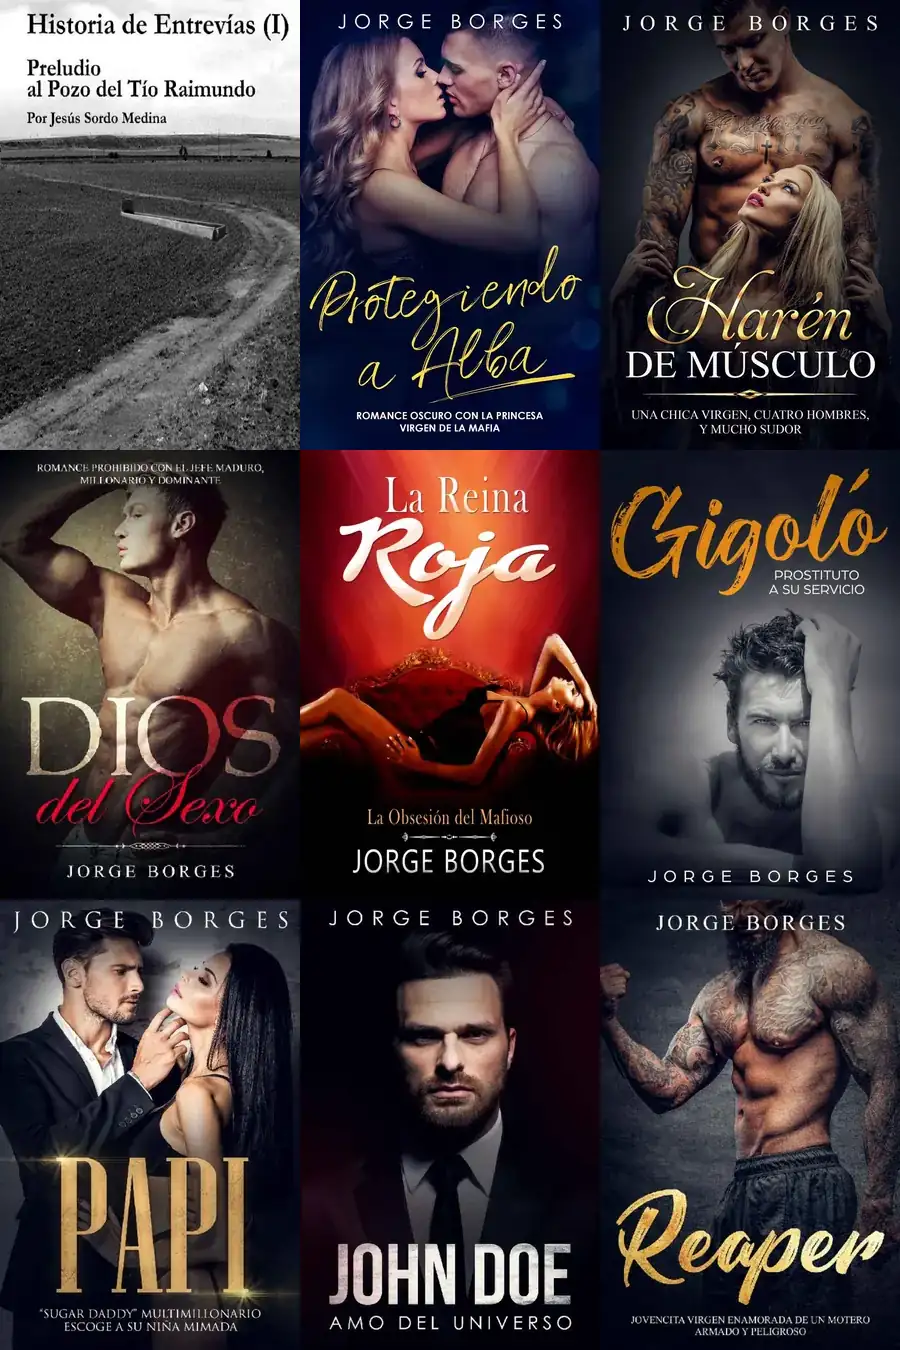 Historia de Entrevías (I)
Preludio
al Pozo del Tío Raimundo
Por Jesús Sordo Medina
JORGE BORGES
Protegiendo
a Alba
ROMANCE OSCURO CON LA PRINCESA
VIRGEN DE LA MAFIA
JORGE BORGES
Harén
DE MÚSCULO
UNA CHICA VIRGEN, CUATRO HOMBRES,
Y MUCHO SUDOR
ROMANCE PROHIBIDO CON EL JEFE MADURO,
MILLONARIO Y DOMINANTE
DIOS
del Sexo
JORGE BORGES
La Reina
Roja
La Obsesión del Mafioso
JORGE BORGES
Gigoló
PROSTITUTO
A SU SERVICIO
JORGE BORGES
JORGE BORGES
PAPI
"SUGAR DADDY" MULTIMILLONARIO
ESCOGE A SU NIÑA MIMADA
JORGE BORGES
JOHN DOE
AMO DEL UNIVERSO
JORGE BORGES
Reaper
JOVENCITA VIRGEN ENAMORADA DE UN MOTERO
ARMADO Y PELIGROSO